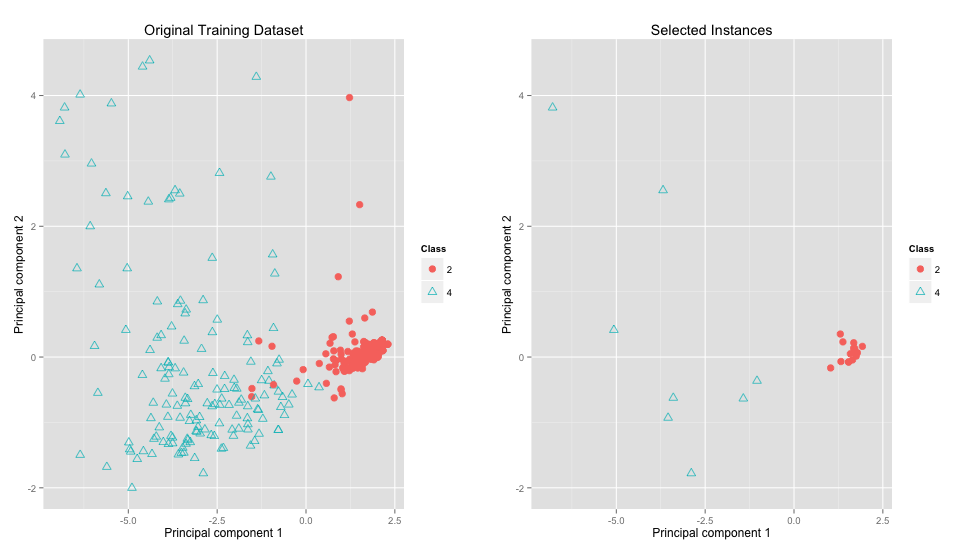 Original Training Dataset
Principal component 2
4
2
0
-2
-5.0
-2.5
0.0
2.5
Principal component 1
Class
2
4
Selected Instances
Principal component 2
4
2
0
-2
-5.0
-2.5
0.0
2.5
Principal component 1
Class
2
4